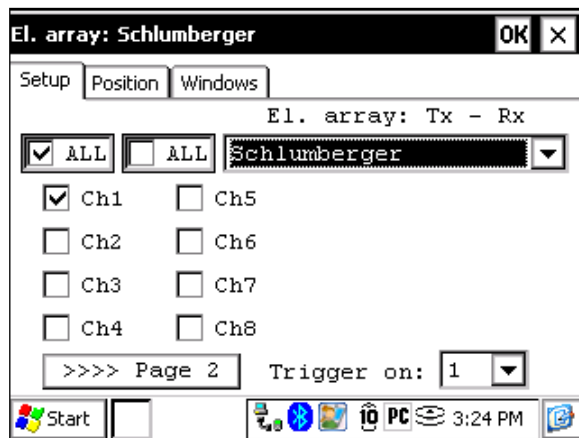 El. array: Schlumberger OK
Setup Position Windows
El. array: Tx - Rx
ALL ALL Schlumberger
Ch1 Ch5
Ch2 Ch6
Ch3 Ch7
Ch4 Ch8
>>>> Page 2 Trigger on: 1
Start PC 3:24 PM